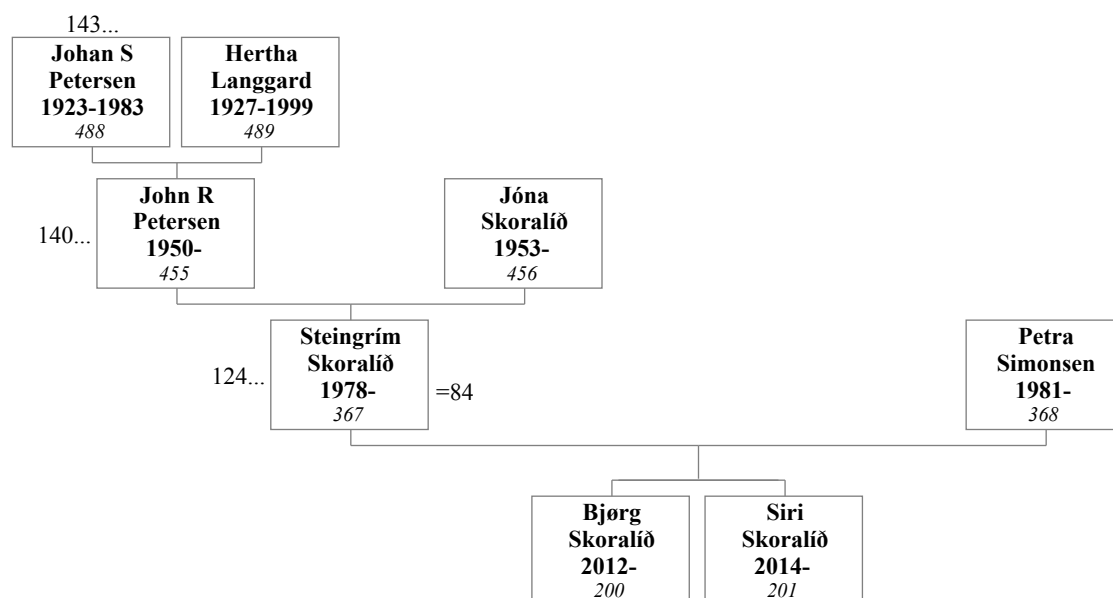 143...
Johan S
Petersen
1923-1983
488
Hertha
Langgard
1927-1999
489
140...
John R
Petersen
1950-
455
Jóna
Skoralíð
1953-
456
124...
Steingrím
Skoralíð
1978-
367
=84
Petra
Simonsen
1981-
368
Bjørg
Skoralíð
2012-
200
Siri
Skoralíð
2014-
201